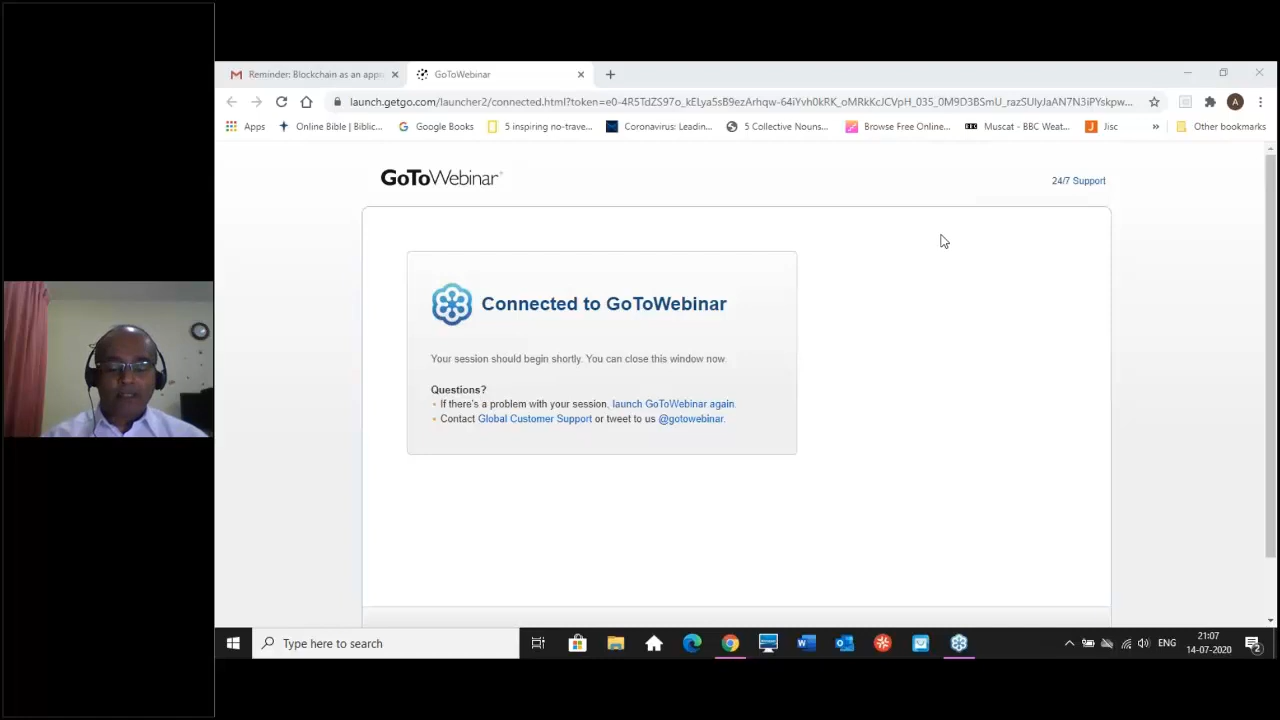 Reminder: Blockchain as an appi
GoToWebinar
launch.getgo.com/launcher2/connected.html?token=
Apps
Online Bible | Biblic...
Google Books
5 inspiring no-trave...
Coronavirus: Leadin...
5 Collective Nouns...
Browse Free Online...
BBC
Muscat - BBC Weat...
Jisc
»
Other bookmarks
A
GoToWebinar
24/7 Support
Connected to GoToWebinar
Your session should begin shortly. You can close this window now.
Questions?
If there's a problem with your session, launch GoToWebinar again.
Contact Global Customer Support or tweet to us @gotowebinar.
Type here to search
ENG
21:07
14-07-2020
2